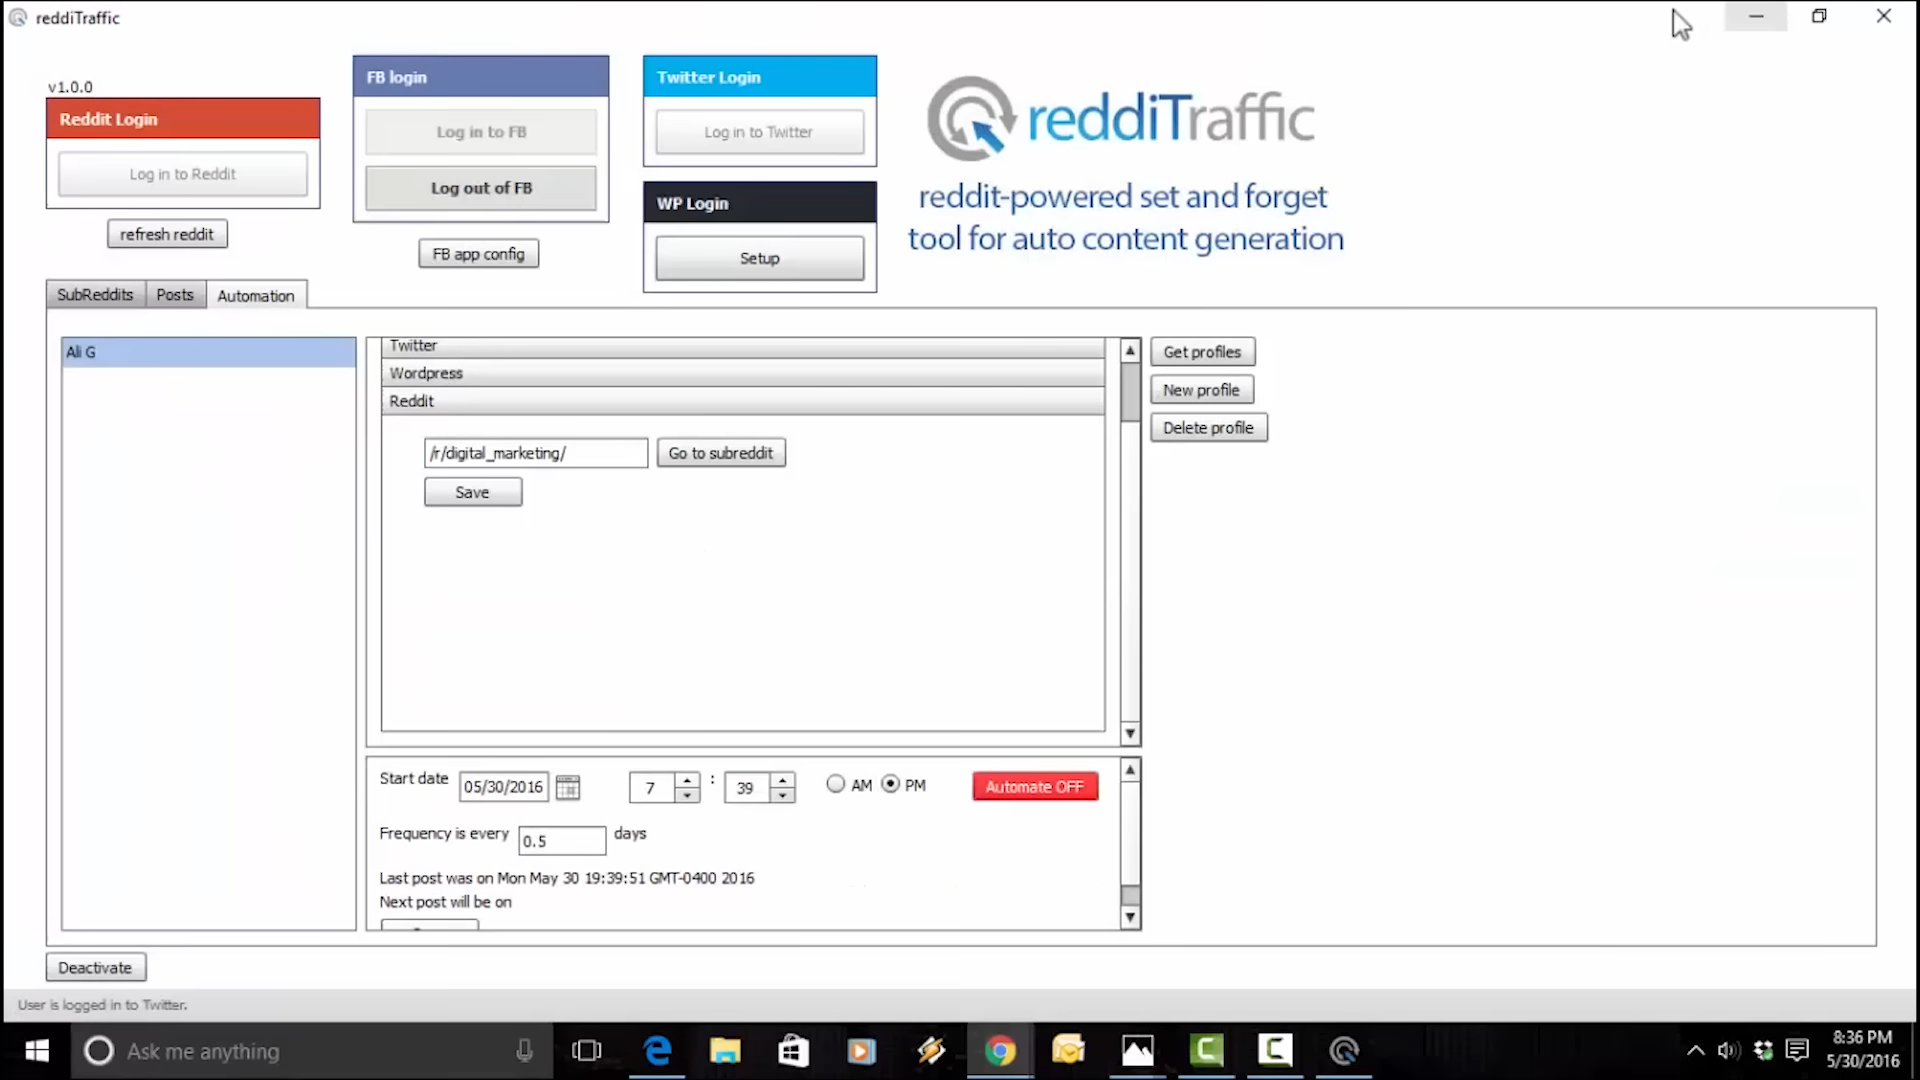 reddiTraffic
v1.0.0
Reddit Login
Log in to Reddit
refresh reddit
FB login
Log in to FB
Log out of FB
FB app config
Twitter Login
Log in to Twitter
WP Login
Setup
reddiTraffic
reddit-powered set and forget
tool for auto content generation
SubReddits Posts Automation
Ali G
Twitter
Wordpress
Reddit
/r/digital_marketing/ Go to subreddit
Save
Get profiles
New profile
Delete profile
Start date 05/30/2016 7 : 39 AM PM Automate OFF
Frequency is every 0.5 days
Last post was on Mon May 30 19:39:51 GMT-0400 2016
Next post will be on
Deactivate
User is logged in to Twitter.
Ask me anything
8:36 PM
5/30/2016